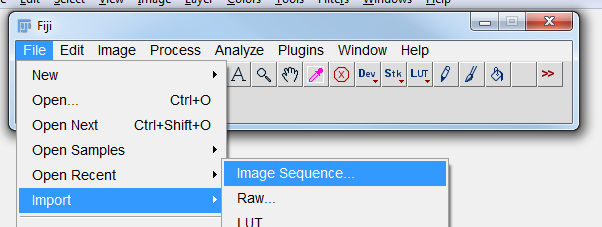 Edit Select View Image Layer Colors Tools Filters Windows Help
Fiji
File Edit Image Process Analyze Plugins Window Help
A Dev Stk LUT >>
New
Open... Ctrl+O
Open Next Ctrl+Shift+O
Open Samples
Open Recent
Import
Image Sequence...
Raw...
LUT